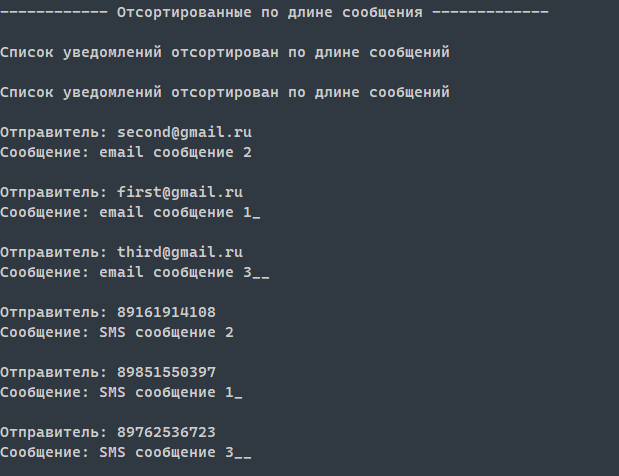 ------------ Отсортированные по длине сообщения -------------
Список уведомлений отсортирован по длине сообщений
Список уведомлений отсортирован по длине сообщений
Отправитель: second@gmail.ru
Сообщение: email сообщение 2
Отправитель: first@gmail.ru
Сообщение: email сообщение 1_
Отправитель: third@gmail.ru
Сообщение: email сообщение 3__
Отправитель: 89161914108
Сообщение: SMS сообщение 2
Отправитель: 89851550397
Сообщение: SMS сообщение 1_
Отправитель: 89762536723
Сообщение: SMS сообщение 3__